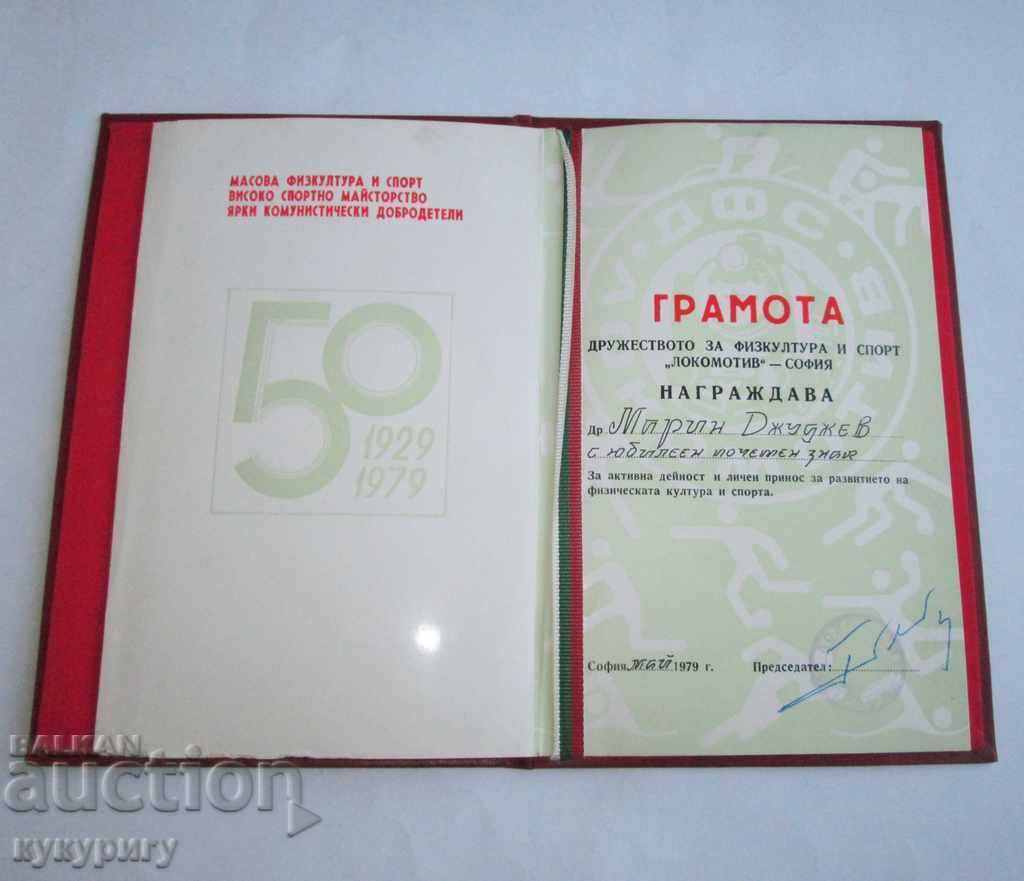 МАСОВА ФИЗКУЛТУРА И СПОРТ
ВИСОКО СПОРТНО МАЙСТОРСТВО
ЯРКИ КОМУНИСТИЧЕСКИ ДОБРОДЕТЕЛИ
50
1929
1979
ДФС
ГРАМОТА
ДРУЖЕСТВОТО ЗА ФИЗКУЛТУРА И СПОРТ
„ЛОКОМОТИВ“ — СОФИЯ
НАГРАЖДАВА
Др Марин Джуджев
с юбилеен почетен знак
За активна дейност и личен принос за развитието на
физическата култура и спорта.
София май 1979 г. Председател:
BALKAN
auction
кукуригу